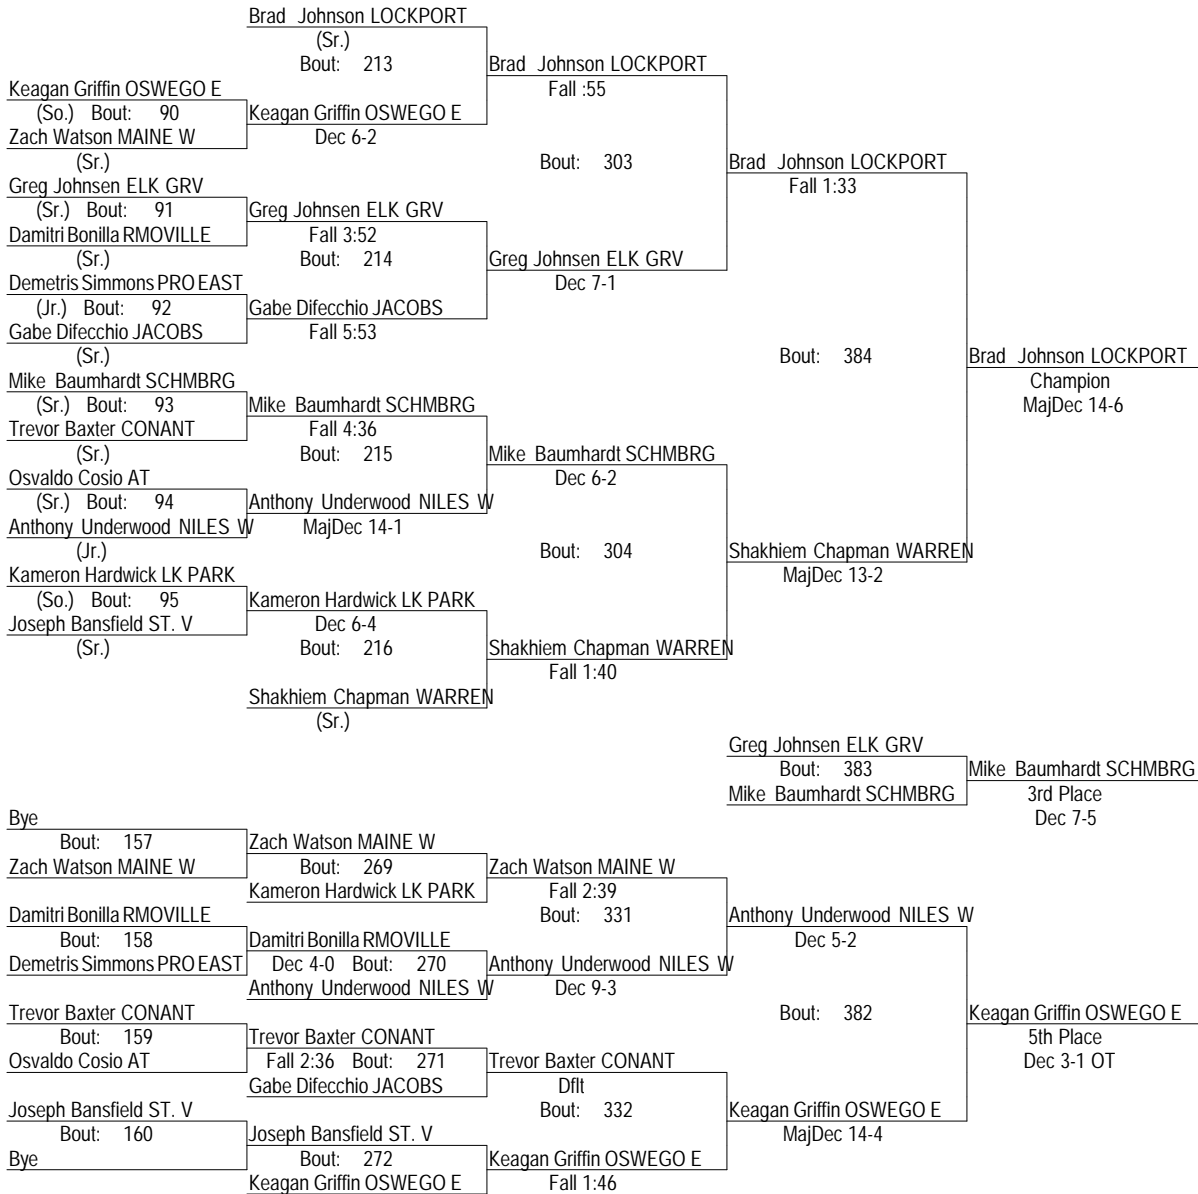 Brad Johnson LOCKPORT
(Sr.)
Bout: 213
Brad Johnson LOCKPORT
Keagan Griffin OSWEGO E
Fall :55
(So.) Bout: 90
Keagan Griffin OSWEGO E
Zach Watson MAINE W
Dec 6-2
(Sr.)
Bout: 303
Brad Johnson LOCKPORT
Greg Johnsen ELK GRV
Fall 1:33
(Sr.) Bout: 91
Greg Johnsen ELK GRV
Damitri Bonilla RMOVILLE
Fall 3:52
(Sr.)
Bout: 214
Greg Johnsen ELK GRV
Demetris Simmons PRO EAST
Dec 7-1
(Jr.) Bout: 92
Gabe Difecchio JACOBS
Gabe Difecchio JACOBS
Fall 5:53
(Sr.)
Bout: 384
Brad Johnson LOCKPORT
Mike Baumhardt SCHMBRG
Champion
(Sr.) Bout: 93
Mike Baumhardt SCHMBRG
MajDec 14-6
Trevor Baxter CONANT
Fall 4:36
(Sr.)
Bout: 215
Mike Baumhardt SCHMBRG
Osvaldo Cosio AT
Dec 6-2
(Sr.) Bout: 94
Anthony Underwood NILES W
Anthony Underwood NILES W
MajDec 14-1
(Jr.)
Bout: 304
Shakhiem Chapman WARREN
Kameron Hardwick LK PARK
MajDec 13-2
(So.) Bout: 95
Kameron Hardwick LK PARK
Joseph Bansfield ST. V
Dec 6-4
(Sr.)
Bout: 216
Shakhiem Chapman WARREN
Fall 1:40
Shakhiem Chapman WARREN
(Sr.)
Greg Johnsen ELK GRV
Bout: 383
Mike Baumhardt SCHMBRG
Mike Baumhardt SCHMBRG
3rd Place
Dec 7-5
Bye
Bout: 157
Zach Watson MAINE W
Zach Watson MAINE W
Bout: 269
Zach Watson MAINE W
Kameron Hardwick LK PARK
Fall 2:39
Damitri Bonilla RMOVILLE
Bout: 331
Anthony Underwood NILES W
Bout: 158
Damitri Bonilla RMOVILLE
Dec 5-2
Demetris Simmons PRO EAST
Dec 4-0 Bout: 270
Anthony Underwood NILES W
Anthony Underwood NILES W
Dec 9-3
Trevor Baxter CONANT
Bout: 382
Keagan Griffin OSWEGO E
Bout: 159
Trevor Baxter CONANT
5th Place
Osvaldo Cosio AT
Fall 2:36 Bout: 271
Trevor Baxter CONANT
Dec 3-1 OT
Gabe Difecchio JACOBS
Dflt
Joseph Bansfield ST. V
Bout: 332
Keagan Griffin OSWEGO E
Bout: 160
Joseph Bansfield ST. V
MajDec 14-4
Bye
Bout: 272
Keagan Griffin OSWEGO E
Keagan Griffin OSWEGO E
Fall 1:46